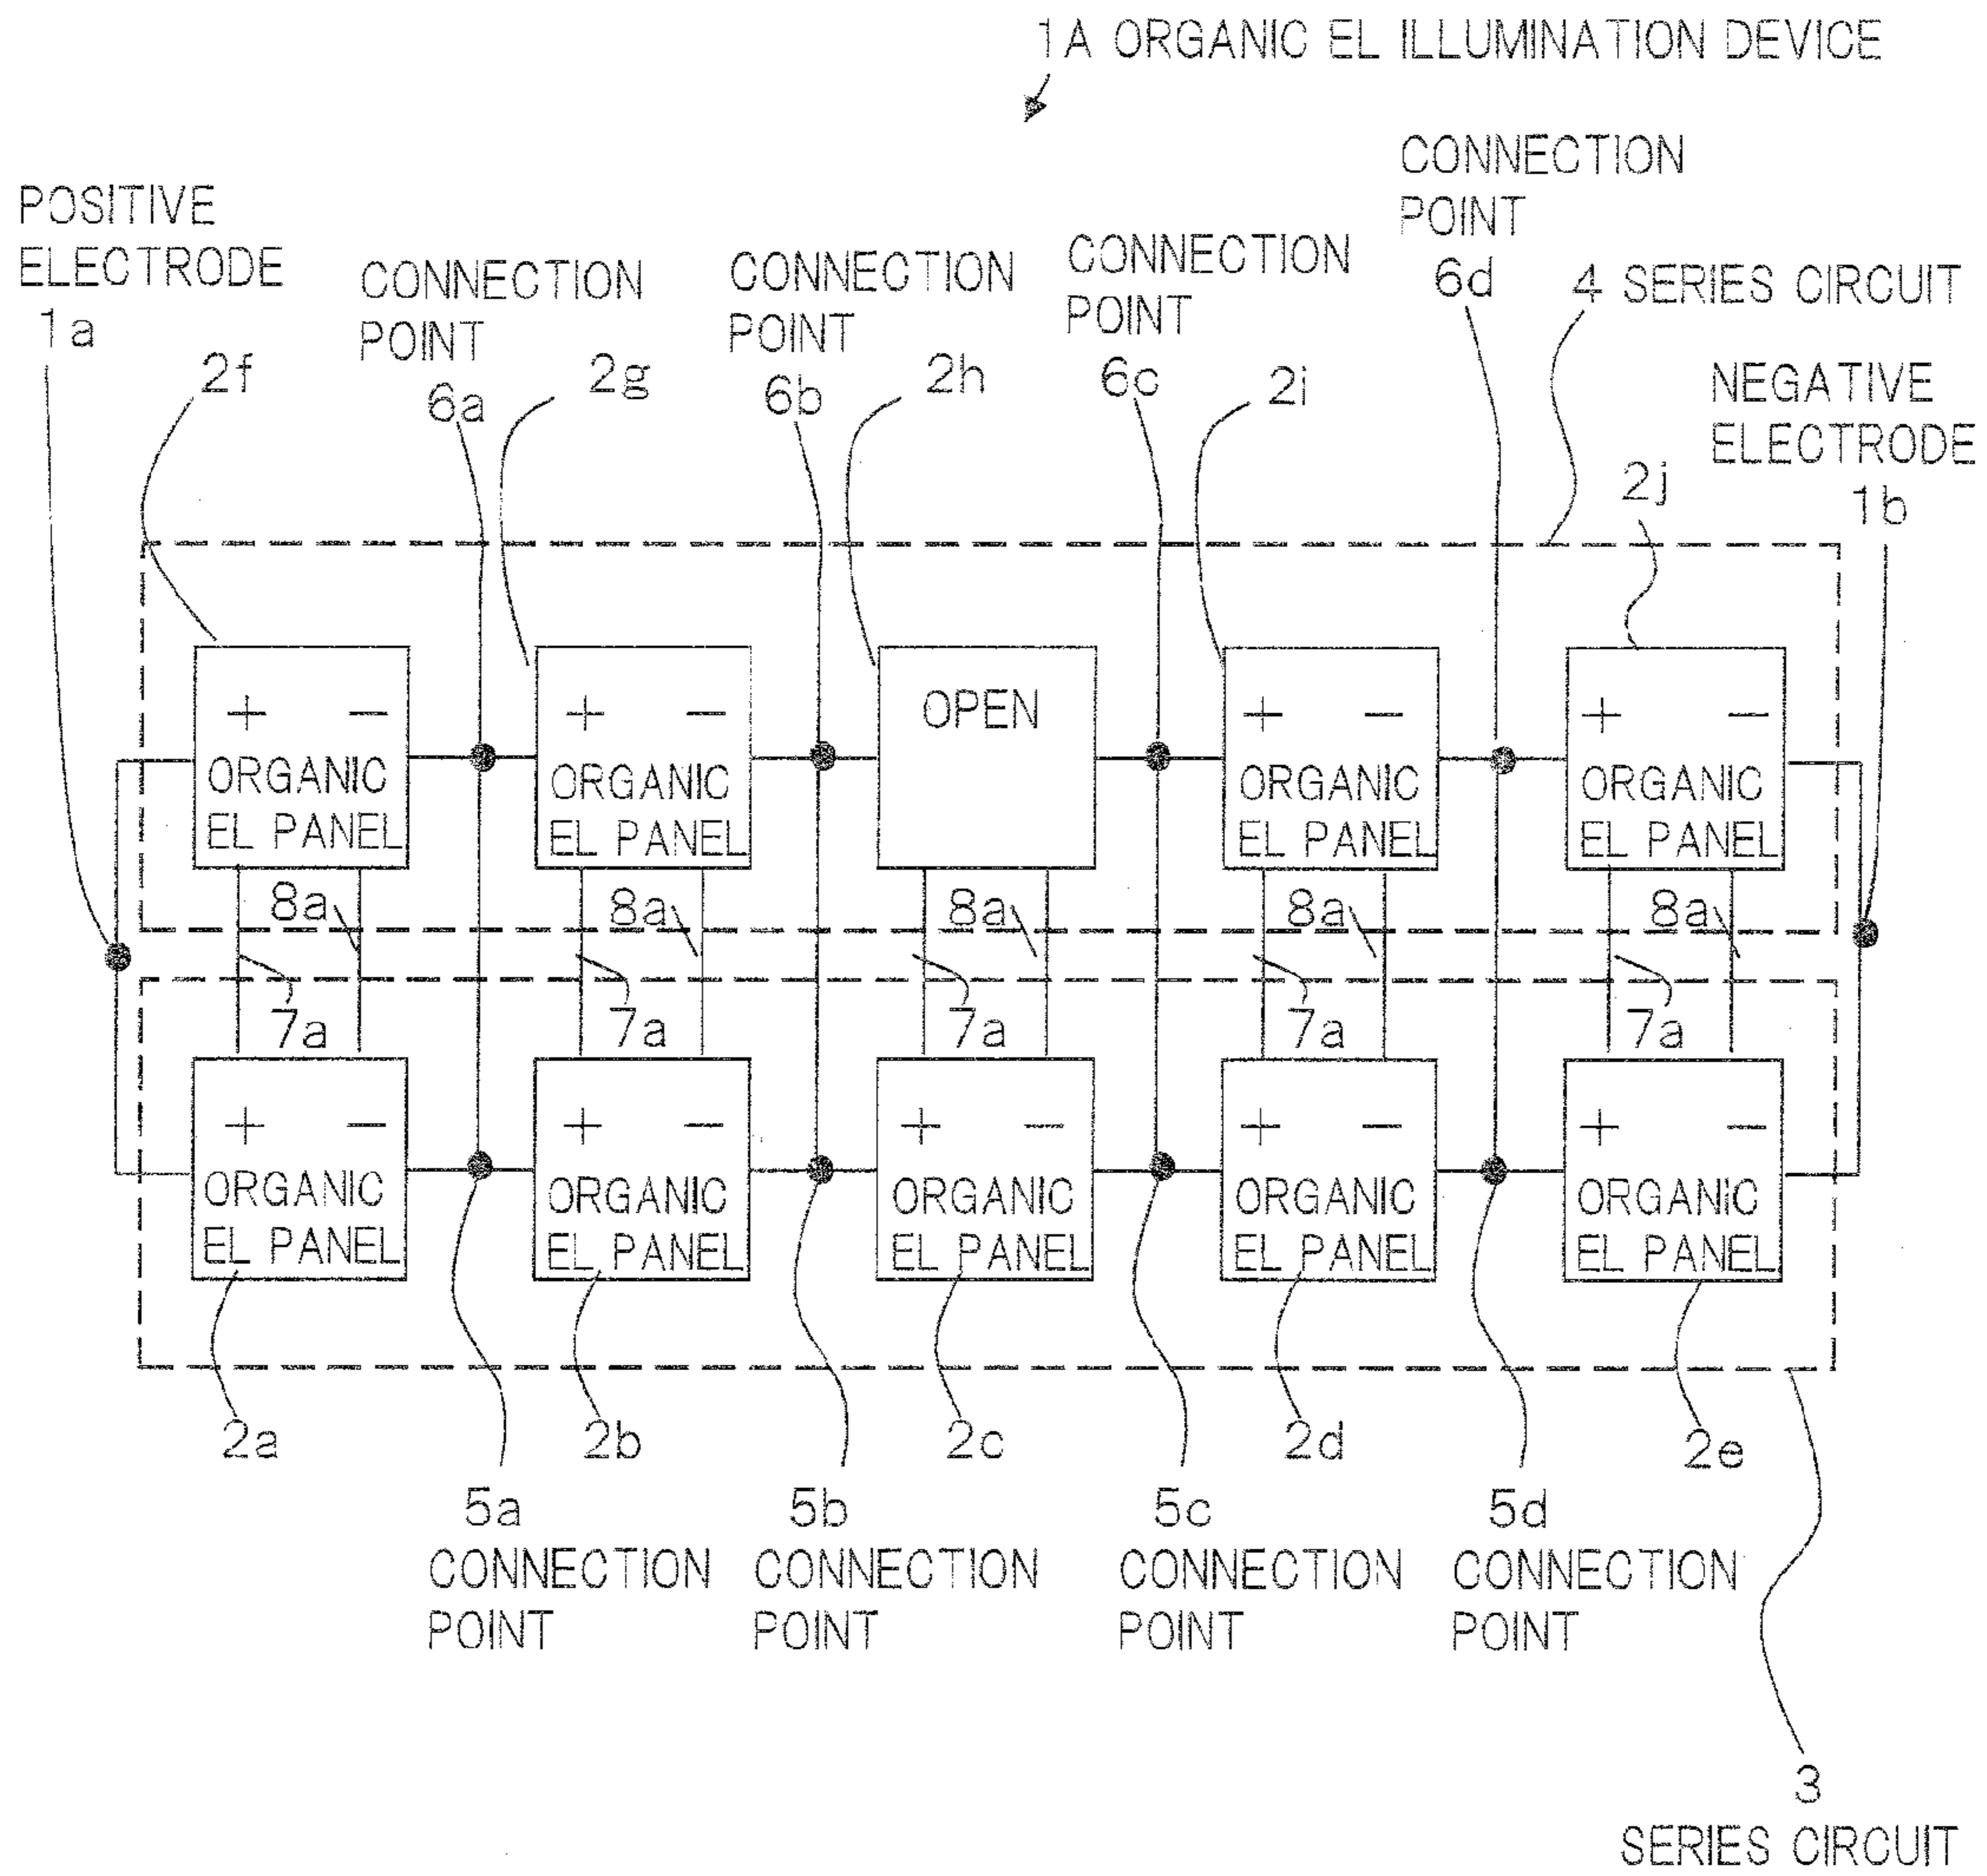 1A ORGANIC EL ILLUMINATION DEVICE
CONNECTION
POINT
6d
POSITIVE
ELECTRODE
1a
CONNECTION
POINT
6a
CONNECTION
POINT
6b
CONNECTION
POINT
6c
4 SERIES CIRCUIT
NEGATIVE
ELECTRODE
1b
2f
2g
2h
2i
2j
+ −
ORGANIC
EL PANEL
+ −
ORGANIC
EL PANEL
OPEN
+ −
ORGANIC
EL PANEL
+ −
ORGANIC
EL PANEL
8a
8a
8a
8a
8a
7a
7a
7a
7a
7a
+ −
ORGANIC
EL PANEL
+ −
ORGANIC
EL PANEL
+ −
ORGANIC
EL PANEL
+ −
ORGANIC
EL PANEL
+ −
ORGANIC
EL PANEL
2a
2b
2c
2d
2e
5a
CONNECTION
POINT
5b
CONNECTION
POINT
5c
CONNECTION
POINT
5d
CONNECTION
POINT
3
SERIES CIRCUIT